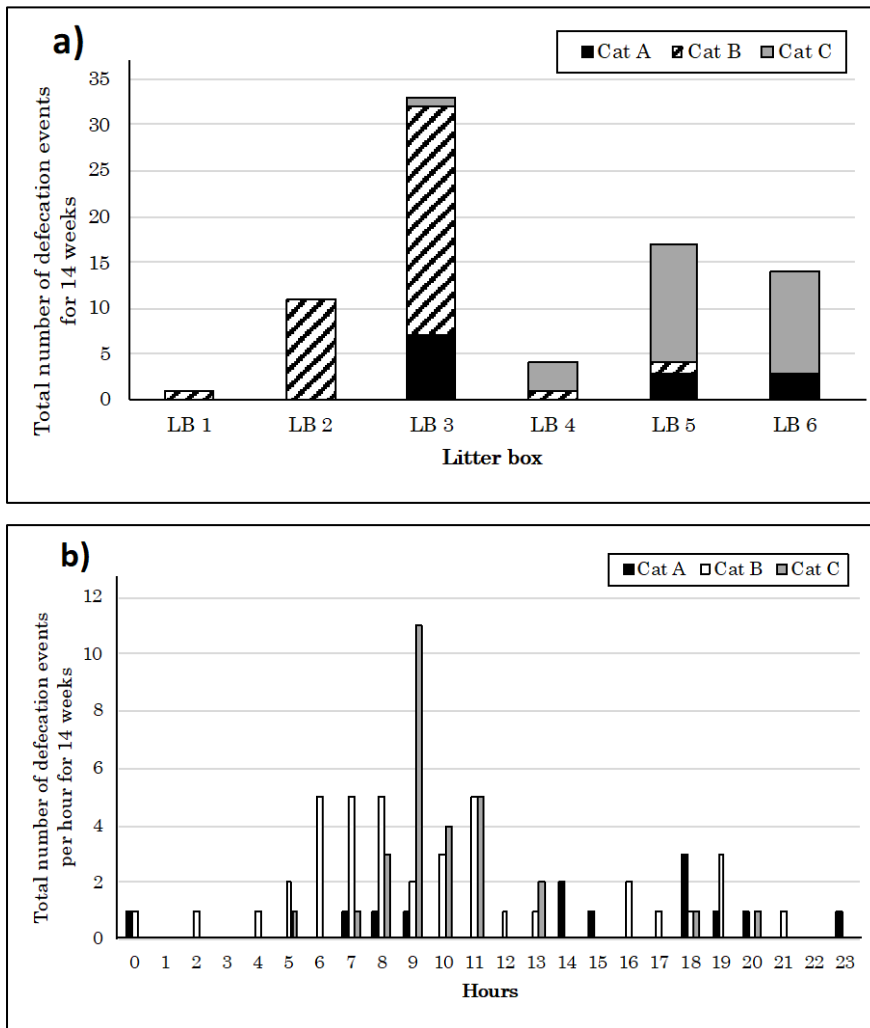 a)
Cat A Cat B Cat C
Total number of defecation events
for 14 weeks
35
30
25
20
15
10
5
0
LB 1 LB 2 LB 3 LB 4 LB 5 LB 6
Litter box
b)
Cat A Cat B Cat C
Total number of defecation events
per hour for 14 weeks
12
10
8
6
4
2
0
0 1 2 3 4 5 6 7 8 9 10 11 12 13 14 15 16 17 18 19 20 21 22 23
Hours